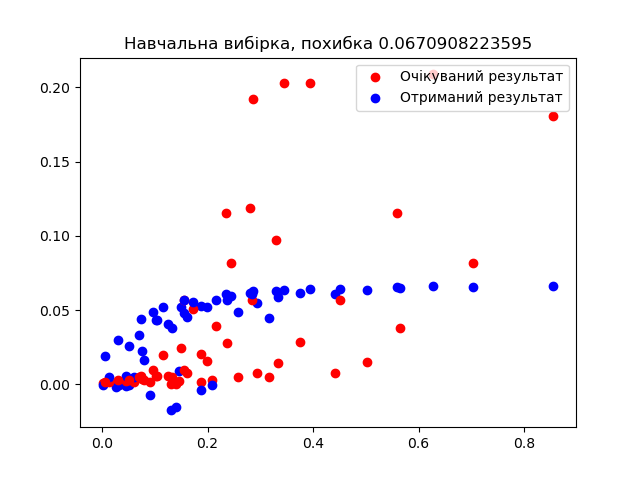 Навчальна вибірка, похибка 0.0670908223595
Очікуваний результат
Отриманий результат
0.20
0.15
0.10
0.05
0.00
0.0 0.2 0.4 0.6 0.8